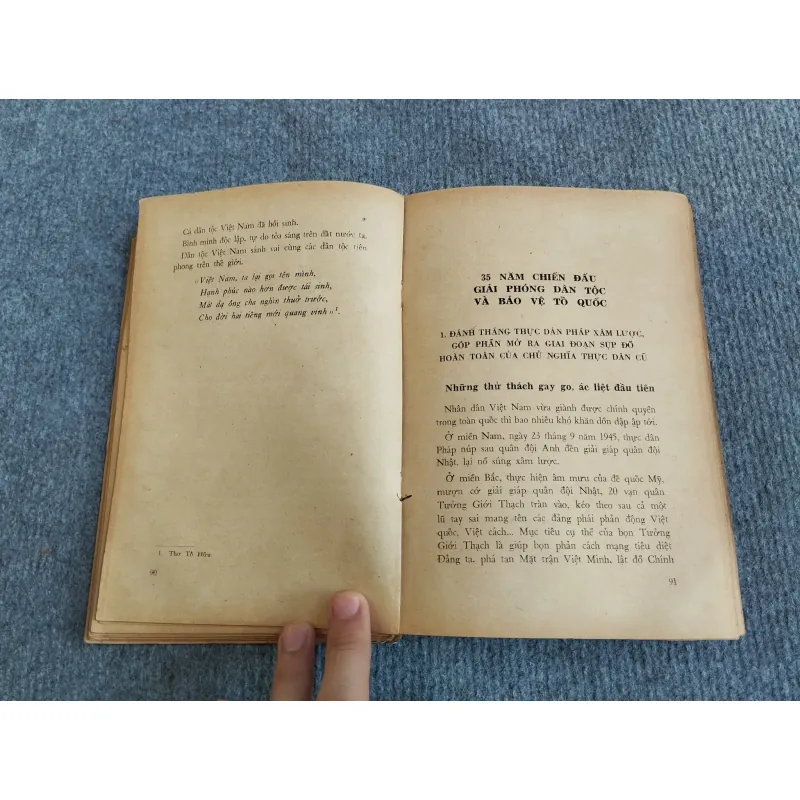 Cả dân tộc Việt Nam đã hồi sinh.
Bình minh độc lập, tự do tỏa sáng trên đất nước ta.
Dân tộc Việt Nam sánh vai cùng các dân tộc tiên
phong trên thế giới.
«Việt Nam, ta lại gọi tên mình,
Hạnh phúc nào hơn được tái sinh,
Mát dạ ông cha nghìn thuở trước,
Cho đời hai tiếng mới quang vinh»¹.
1. Thơ Tố Hữu
35 NĂM CHIẾN ĐẤU
GIẢI PHÓNG DÂN TỘC
VÀ BẢO VỆ TỔ QUỐC
1. ĐÁNH THẮNG THỰC DÂN PHÁP XÂM LƯỢC,
GÓP PHẦN MỞ RA GIAI ĐOẠN SỤP ĐỔ
HOÀN TOÀN CỦA CHỦ NGHĨA THỰC DÂN CŨ
Những thử thách gay go, ác liệt đầu tiên
Nhân dân Việt Nam vừa giành được chính quyền
trong toàn quốc thì bao nhiêu khó khăn dồn dập ập tới.
Ở miền Nam, ngày 23 tháng 9 năm 1945, thực dân
Pháp núp sau quân đội Anh đến giải giáp quân đội
Nhật, lại nổ súng xâm lược.
Ở miền Bắc, thực hiện âm mưu của đế quốc Mỹ,
mượn cớ giải giáp quân đội Nhật, 20 vạn quân
Tưởng Giới Thạch tràn vào, kéo theo sau cả một
lũ tay sai mang tên các đảng phái phản động Việt
quốc, Việt cách... Mục tiêu cụ thể của bọn Tưởng
Giới Thạch là giúp bọn phản cách mạng tiêu diệt
Đảng ta, phá tan Mặt trận Việt Minh, lật đổ Chính
91